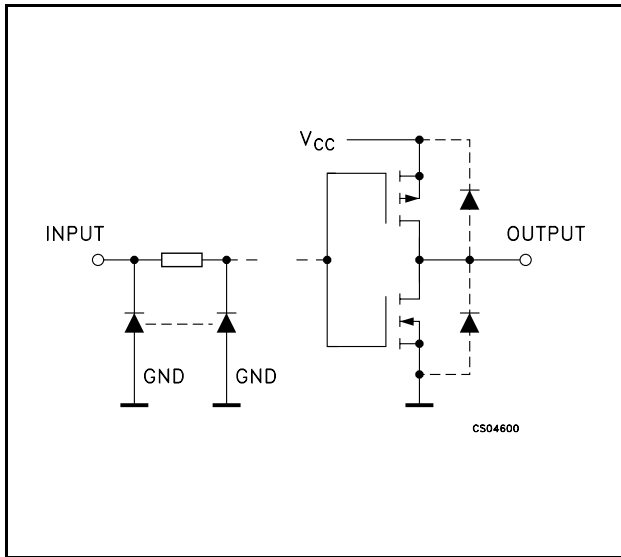 VCC
INPUT
OUTPUT
GND
GND
CS04600